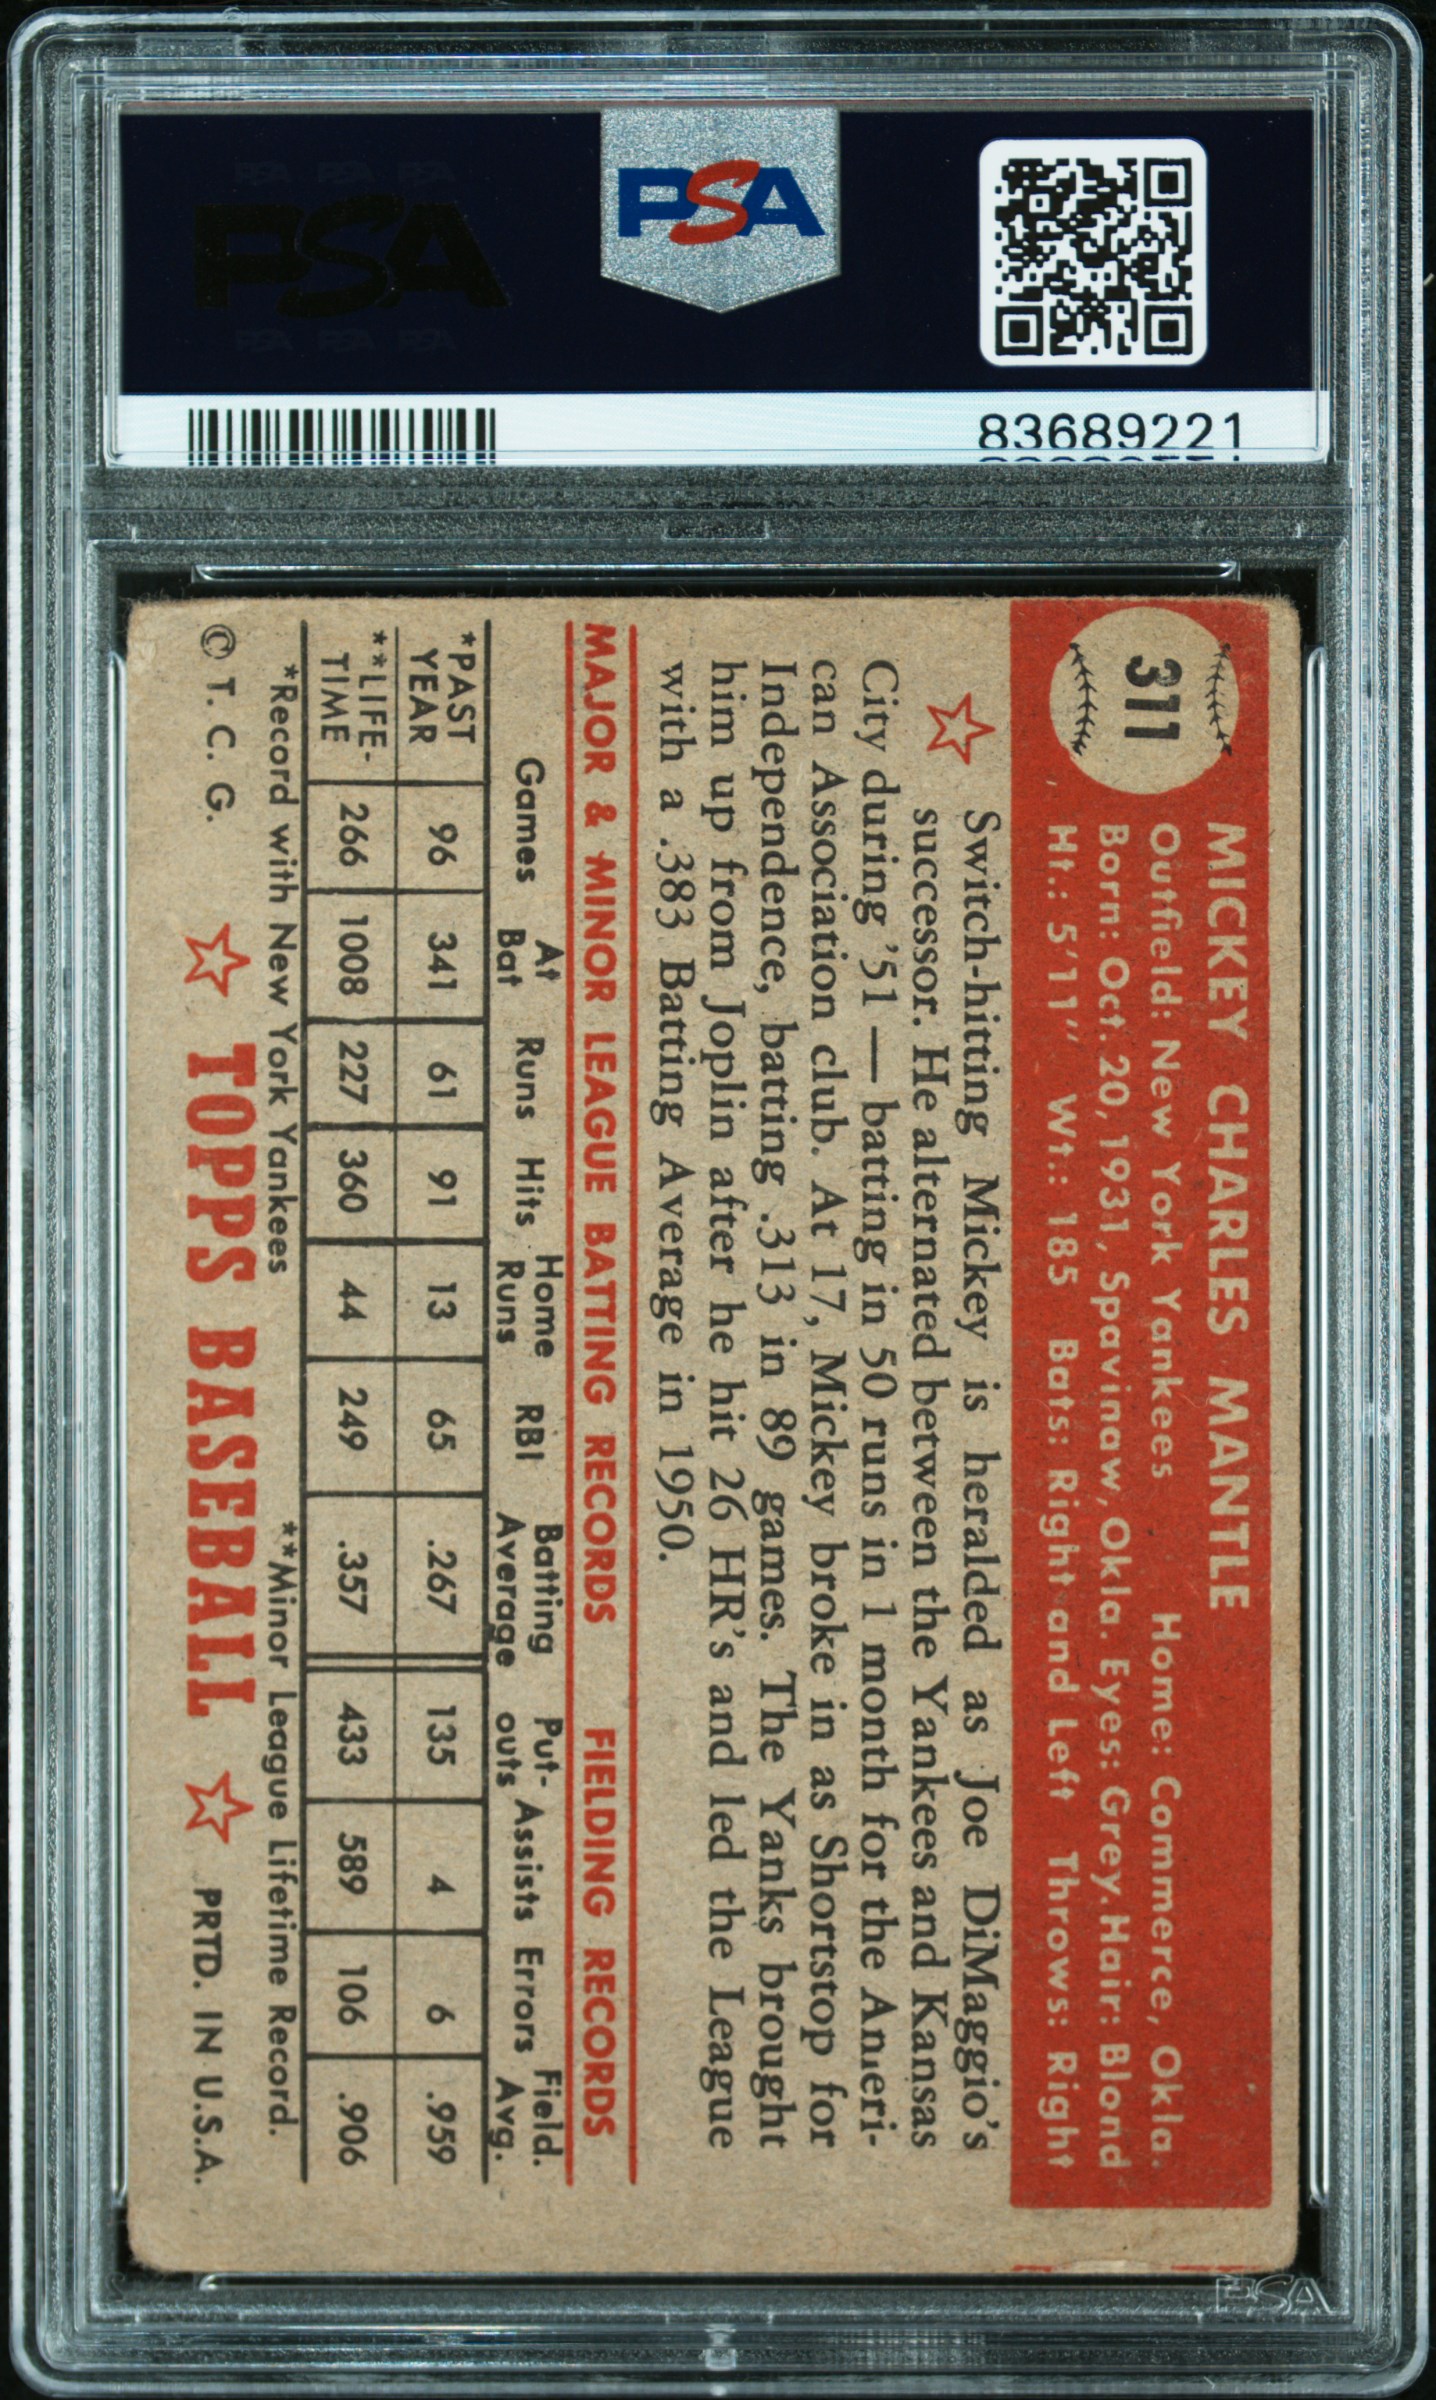 PSA PSA PSA
PSA
PSA PSA PSA
PSA
83689221
311
MICKEY CHARLES MANTLE
Outfield: New York Yankees Home: Commerce, Okla.
Born: Oct. 20, 1931, Spavinaw, Okla. Eyes: Grey. Hair: Blond
Ht.: 5'11" Wt.: 185 Bats: Right and Left Throws: Right
Switch-hitting Mickey is heralded as Joe DiMaggio's
successor. He alternated between the Yankees and Kansas
City during '51 — batting in 50 runs in 1 month for the Ameri-
can Association club. At 17, Mickey broke in as Shortstop for
Independence, batting .313 in 89 games. The Yanks brought
him up from Joplin after he hit 26 HR's and led the League
with a .383 Batting Average in 1950.
MAJOR & MINOR LEAGUE BATTING RECORDS FIELDING RECORDS
Games At Bat Runs Hits Home Runs RBI Batting Average Put-outs Assists Errors Field. Avg.
*PAST YEAR 96 341 61 91 13 65 .267 135 4 6 .959
**LIFE-TIME 266 1008 227 360 44 249 .357 433 589 106 .906
*Record with New York Yankees **Minor League Lifetime Record.
© T. C. G. TOPPS BASEBALL PRTD. IN U.S.A.
PSA